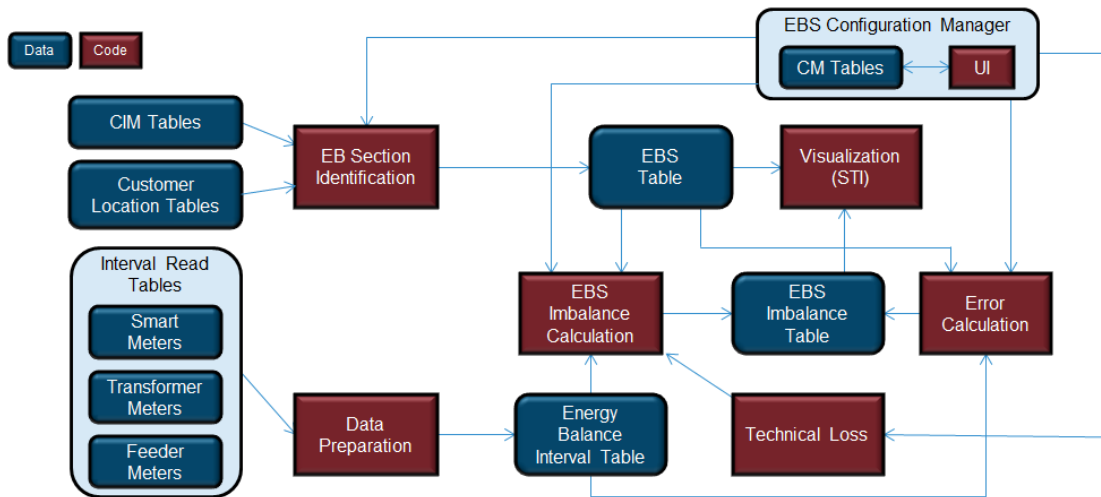 EBS Configuration Manager
Data
Code
CM Tables
UI
CIM Tables
EB Section
Identification
EBS
Table
Visualization
(STI)
Customer
Location Tables
Interval Read
Tables
Smart
Meters
Transformer
Meters
Feeder
Meters
EBS
Imbalance
Calculation
EBS
Imbalance
Table
Error
Calculation
Data
Preparation
Energy
Balance
Interval Table
Technical Loss